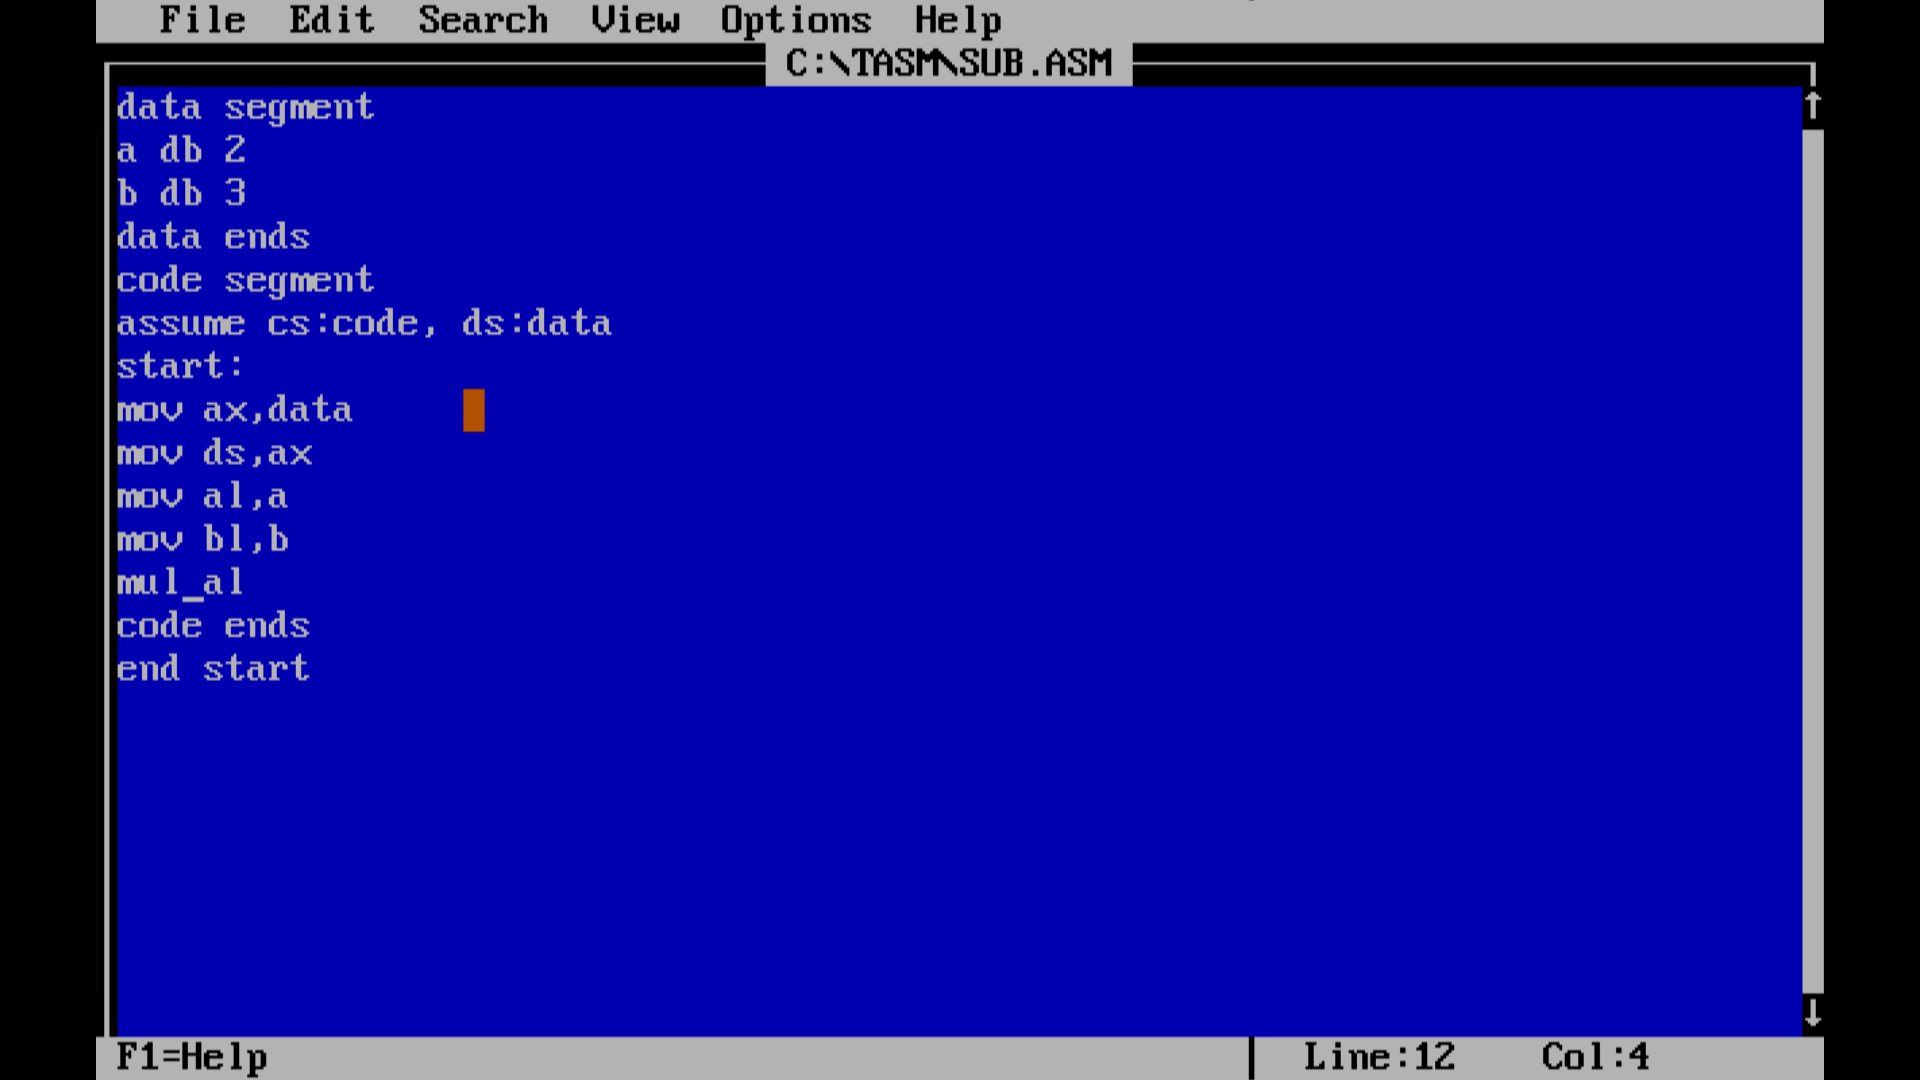 File Edit Search View Options Help
C:\TASM\SUB.ASM
data segment
a db 2
b db 3
data ends
code segment
assume cs:code, ds:data
start:
mov ax,data
mov ds,ax
mov al,a
mov bl,b
mul al
code ends
end start
F1=Help Line:12 Col:4